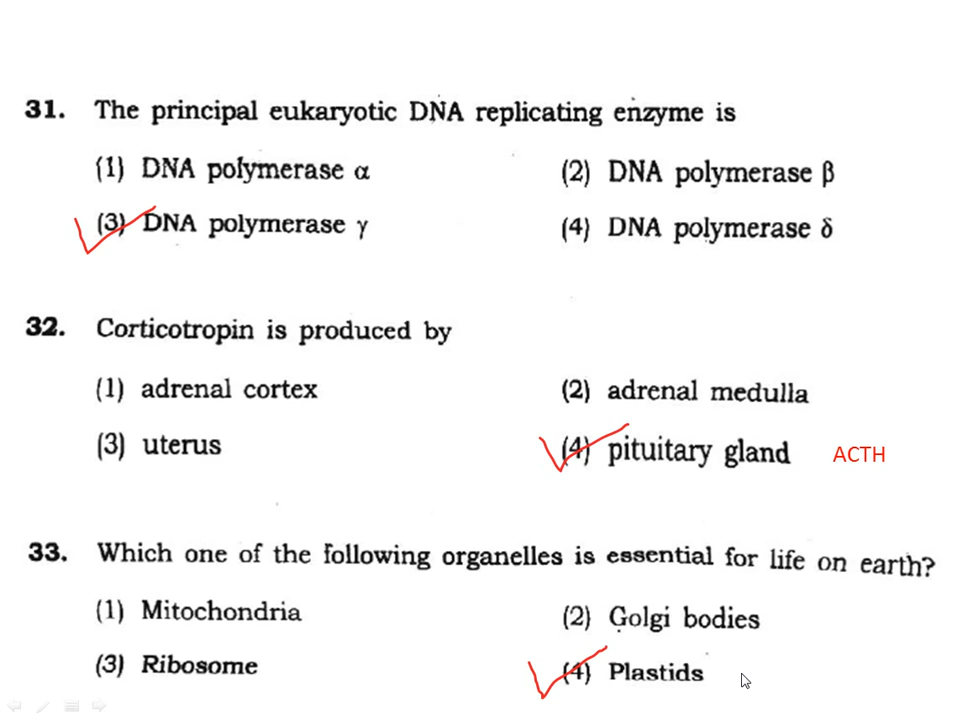 31. The principal eukaryotic DNA replicating enzyme is
(1) DNA polymerase α (2) DNA polymerase β
(3) DNA polymerase γ (4) DNA polymerase δ
32. Corticotropin is produced by
(1) adrenal cortex (2) adrenal medulla
(3) uterus (4) pituitary gland ACTH
33. Which one of the following organelles is essential for life on earth?
(1) Mitochondria (2) Golgi bodies
(3) Ribosome (4) Plastids